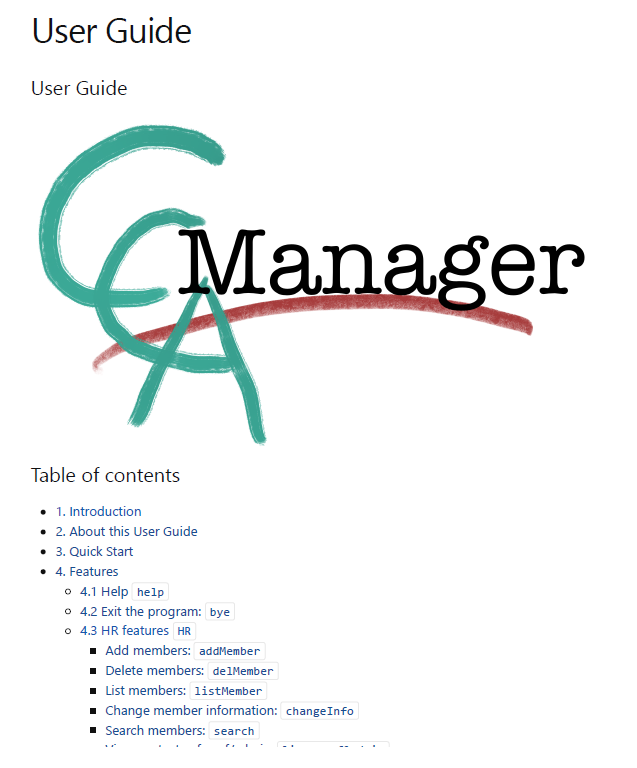 User Guide
User Guide
CCA Manager
Table of contents
1. Introduction
2. About this User Guide
3. Quick Start
4. Features
4.1 Help help
4.2 Exit the program: bye
4.3 HR features HR
Add members: addMember
Delete members: delMember
List members: listMember
Change member information: changeInfo
Search members: search